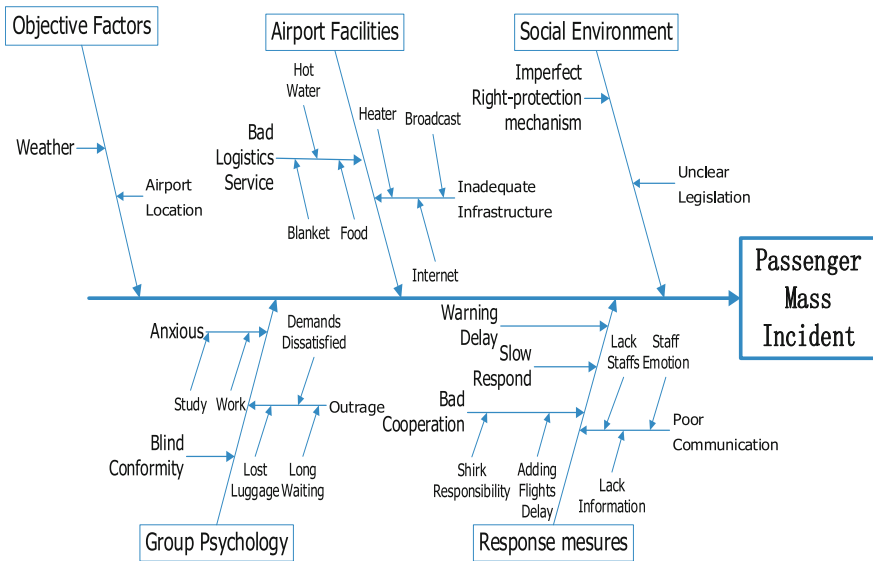 Objective Factors
Airport Facilities
Social Environment
Weather
Airport
Location
Hot
Water
Bad
Logistics
Service
Blanket
Food
Heater
Broadcast
Inadequate
Infrastructure
Internet
Imperfect
Right-protection
mechanism
Unclear
Legislation
Passenger
Mass
Incident
Anxious
Study
Work
Demands
Dissatisfied
Outrage
Lost
Luggage
Long
Waiting
Blind
Conformity
Warning
Delay
Slow
Respond
Bad
Cooperation
Shirk
Responsibility
Adding
Flights
Delay
Lack
Staffs
Staff
Emotion
Poor
Communication
Lack
Information
Group Psychology
Response mesures